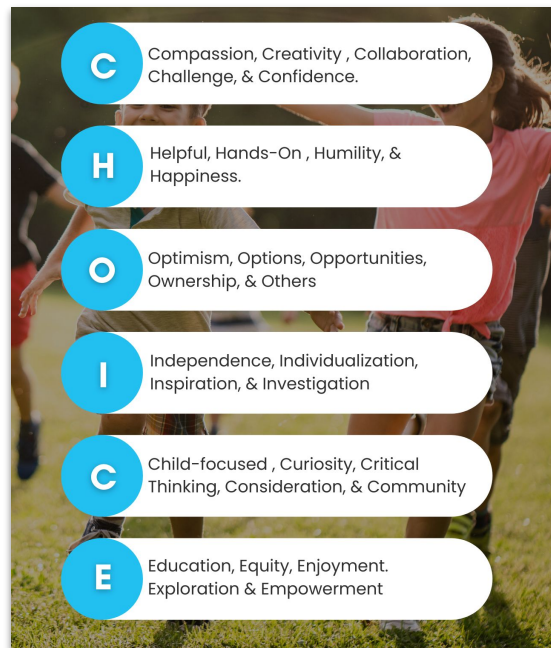 C
Compassion, Creativity , Collaboration,
Challenge, & Confidence.
H
Helpful, Hands-On , Humility, &
Happiness.
O
Optimism, Options, Opportunities,
Ownership, & Others
I
Independence, Individualization,
Inspiration, & Investigation
C
Child-focused , Curiosity, Critical
Thinking, Consideration, & Community
E
Education, Equity, Enjoyment.
Exploration & Empowerment